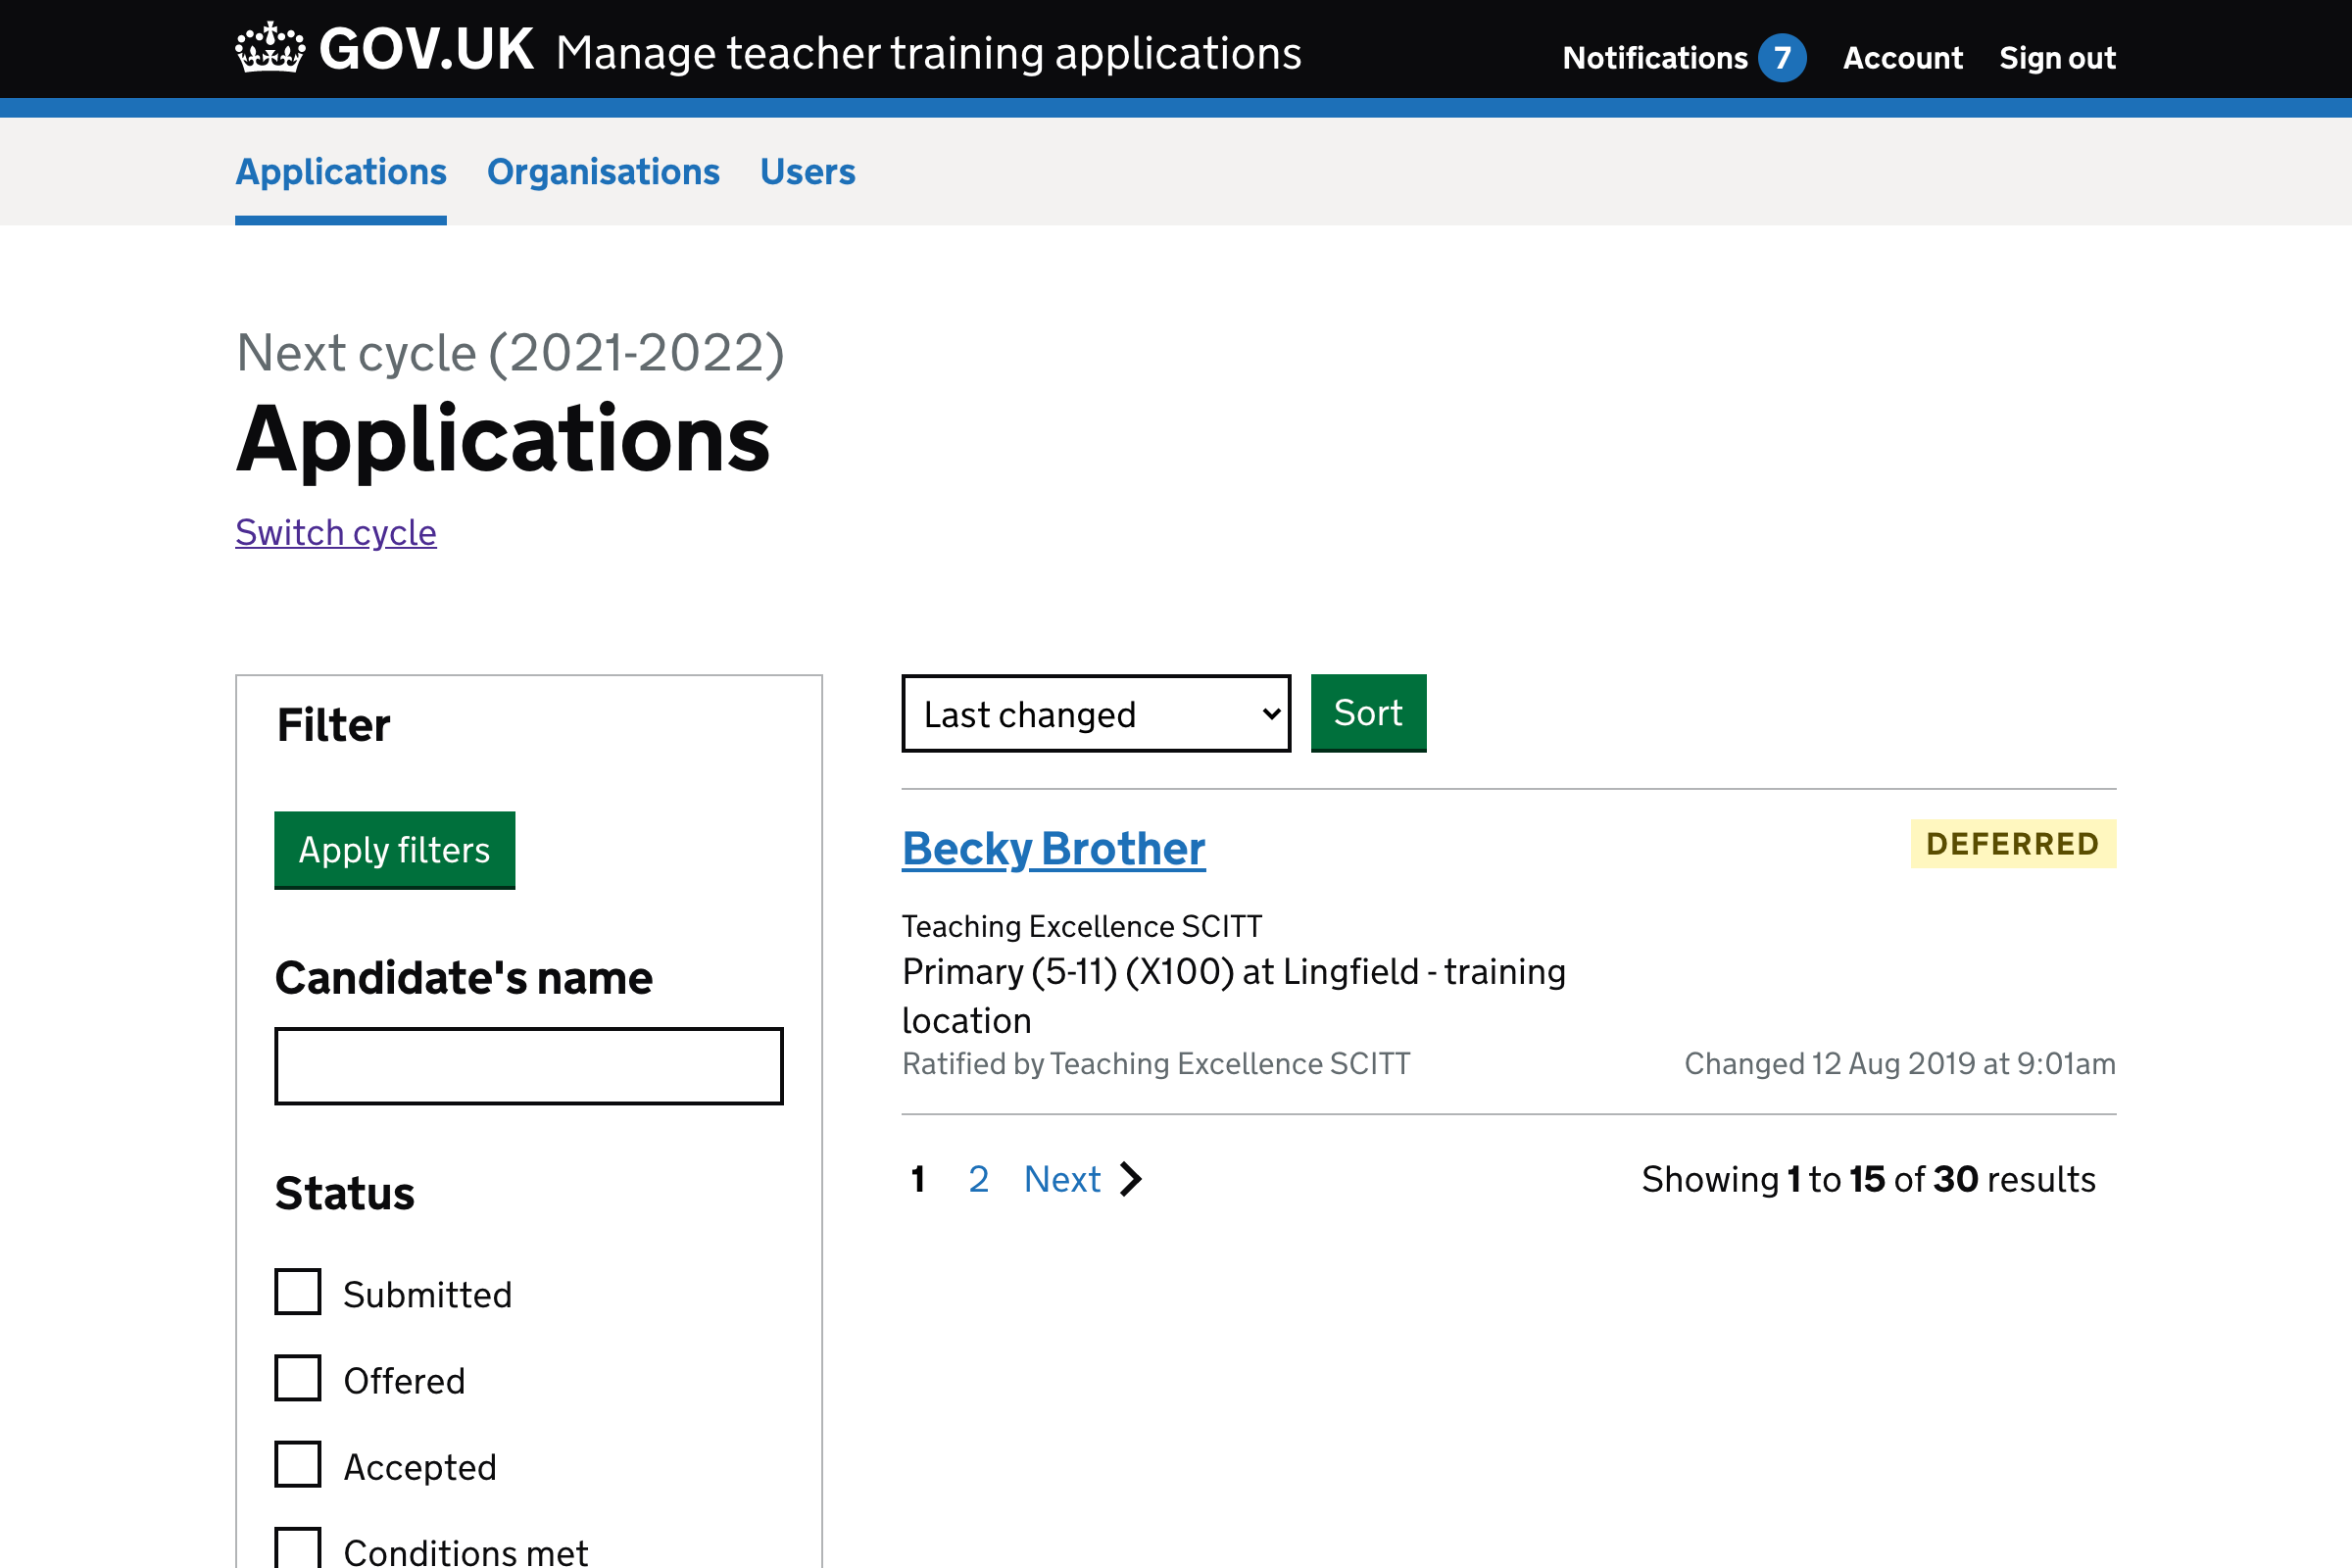 GOV.UK Manage teacher training applications
Notifications 7 Account Sign out
Applications Organisations Users
Next cycle (2021-2022)
Applications
Switch cycle
Filter
Apply filters
Candidate's name
Status
Submitted
Offered
Accepted
Conditions met
Last changed Sort
Becky Brother DEFERRED
Teaching Excellence SCITT
Primary (5-11) (X100) at Lingfield - training
location
Ratified by Teaching Excellence SCITT Changed 12 Aug 2019 at 9:01am
1 2 Next Showing 1 to 15 of 30 results